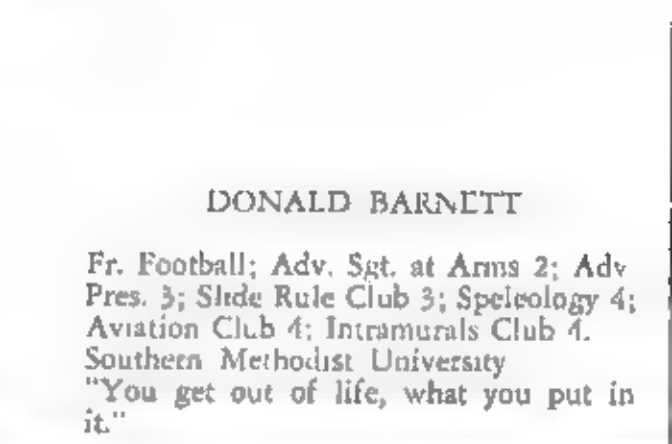 DONALD BARNETT
Fr. Football; Adv. Sgt. at Arms 2; Adv
Pres. 3; Slide Rule Club 3; Speleology 4;
Aviation Club 4; Intramurals Club 4.
Southern Methodist University
"You get out of life, what you put in
it."